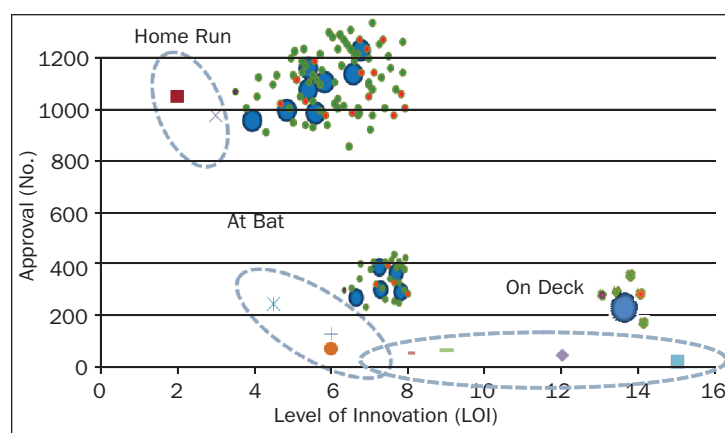 Home Run
1200
1000
800
600
400
200
0
Approval (No.)
At Bat
On Deck
0 2 4 6 8 10 12 14 16
Level of Innovation (LOI)